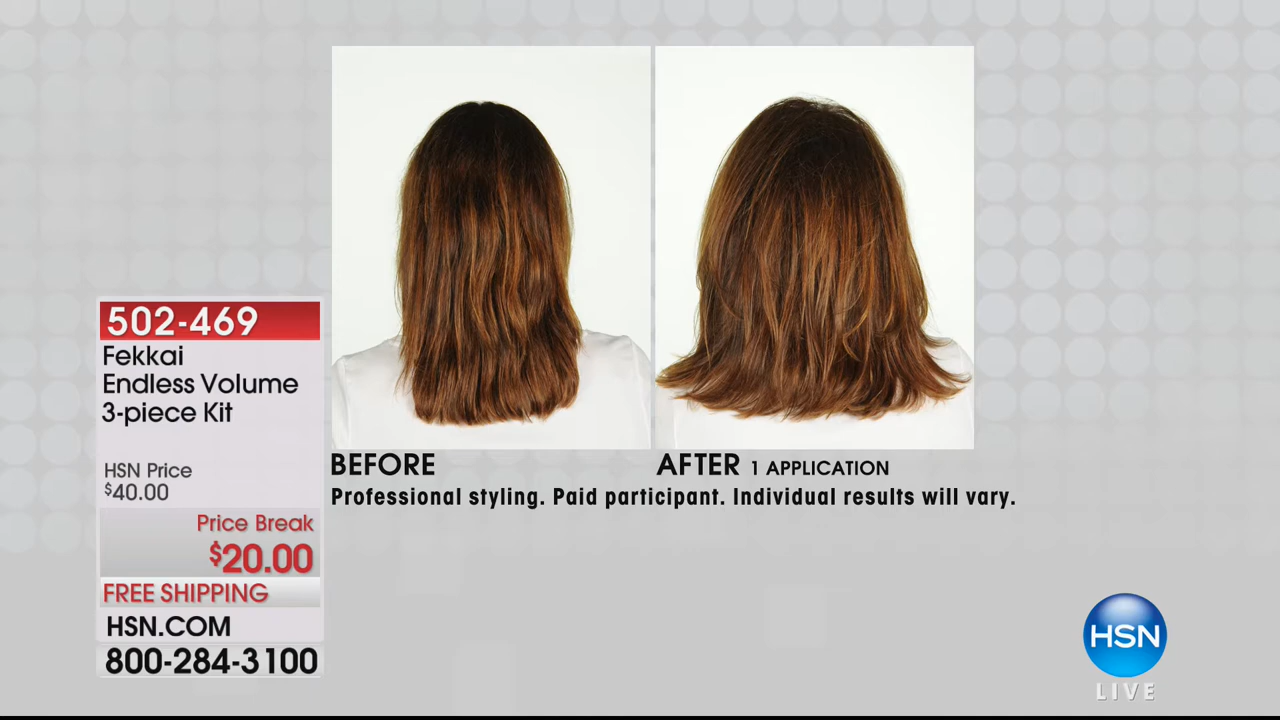 502-469
Fekkai
Endless Volume
3-piece Kit
HSN Price
$40.00
Price Break
$20.00
FREE SHIPPING
HSN.COM
800-284-3100
BEFORE
AFTER 1 APPLICATION
Professional styling. Paid participant. Individual results will vary.
HSN
LIVE